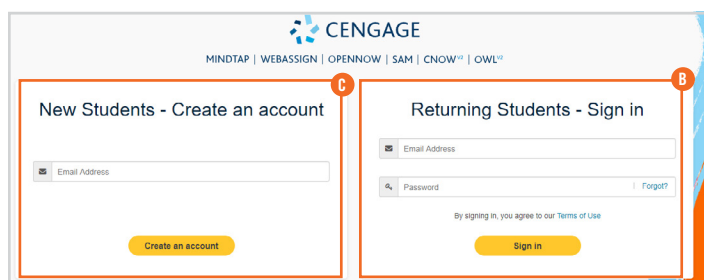 CENGAGE
MINDTAP | WEBASSIGN | OPENNOW | SAM | CNOWV2 | OWLV2
C
New Students - Create an account
Email Address
Create an account
B
Returning Students - Sign in
Email Address
Password | Forgot?
By signing in, you agree to our Terms of Use
Sign in